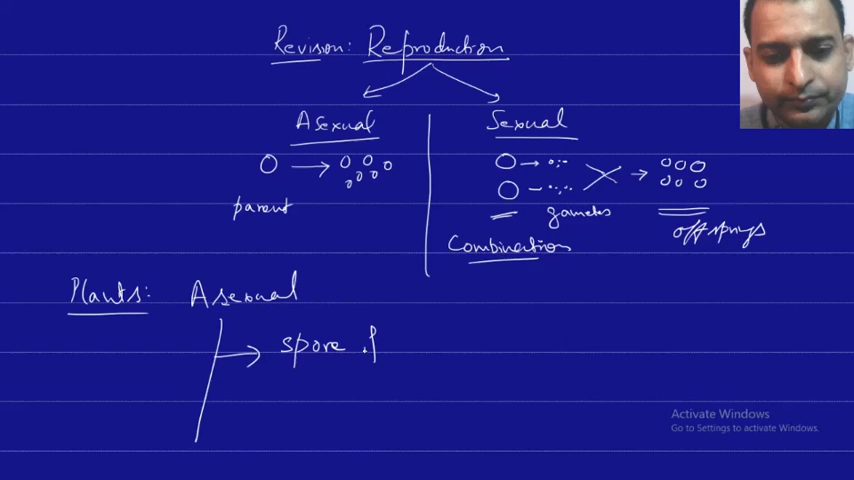 Revision: Reproduction
Asexual
Sexual
parent
gametes
offsprings
Combination
Plants: Asexual
spore f
Activate Windows
Go to Settings to activate Windows.